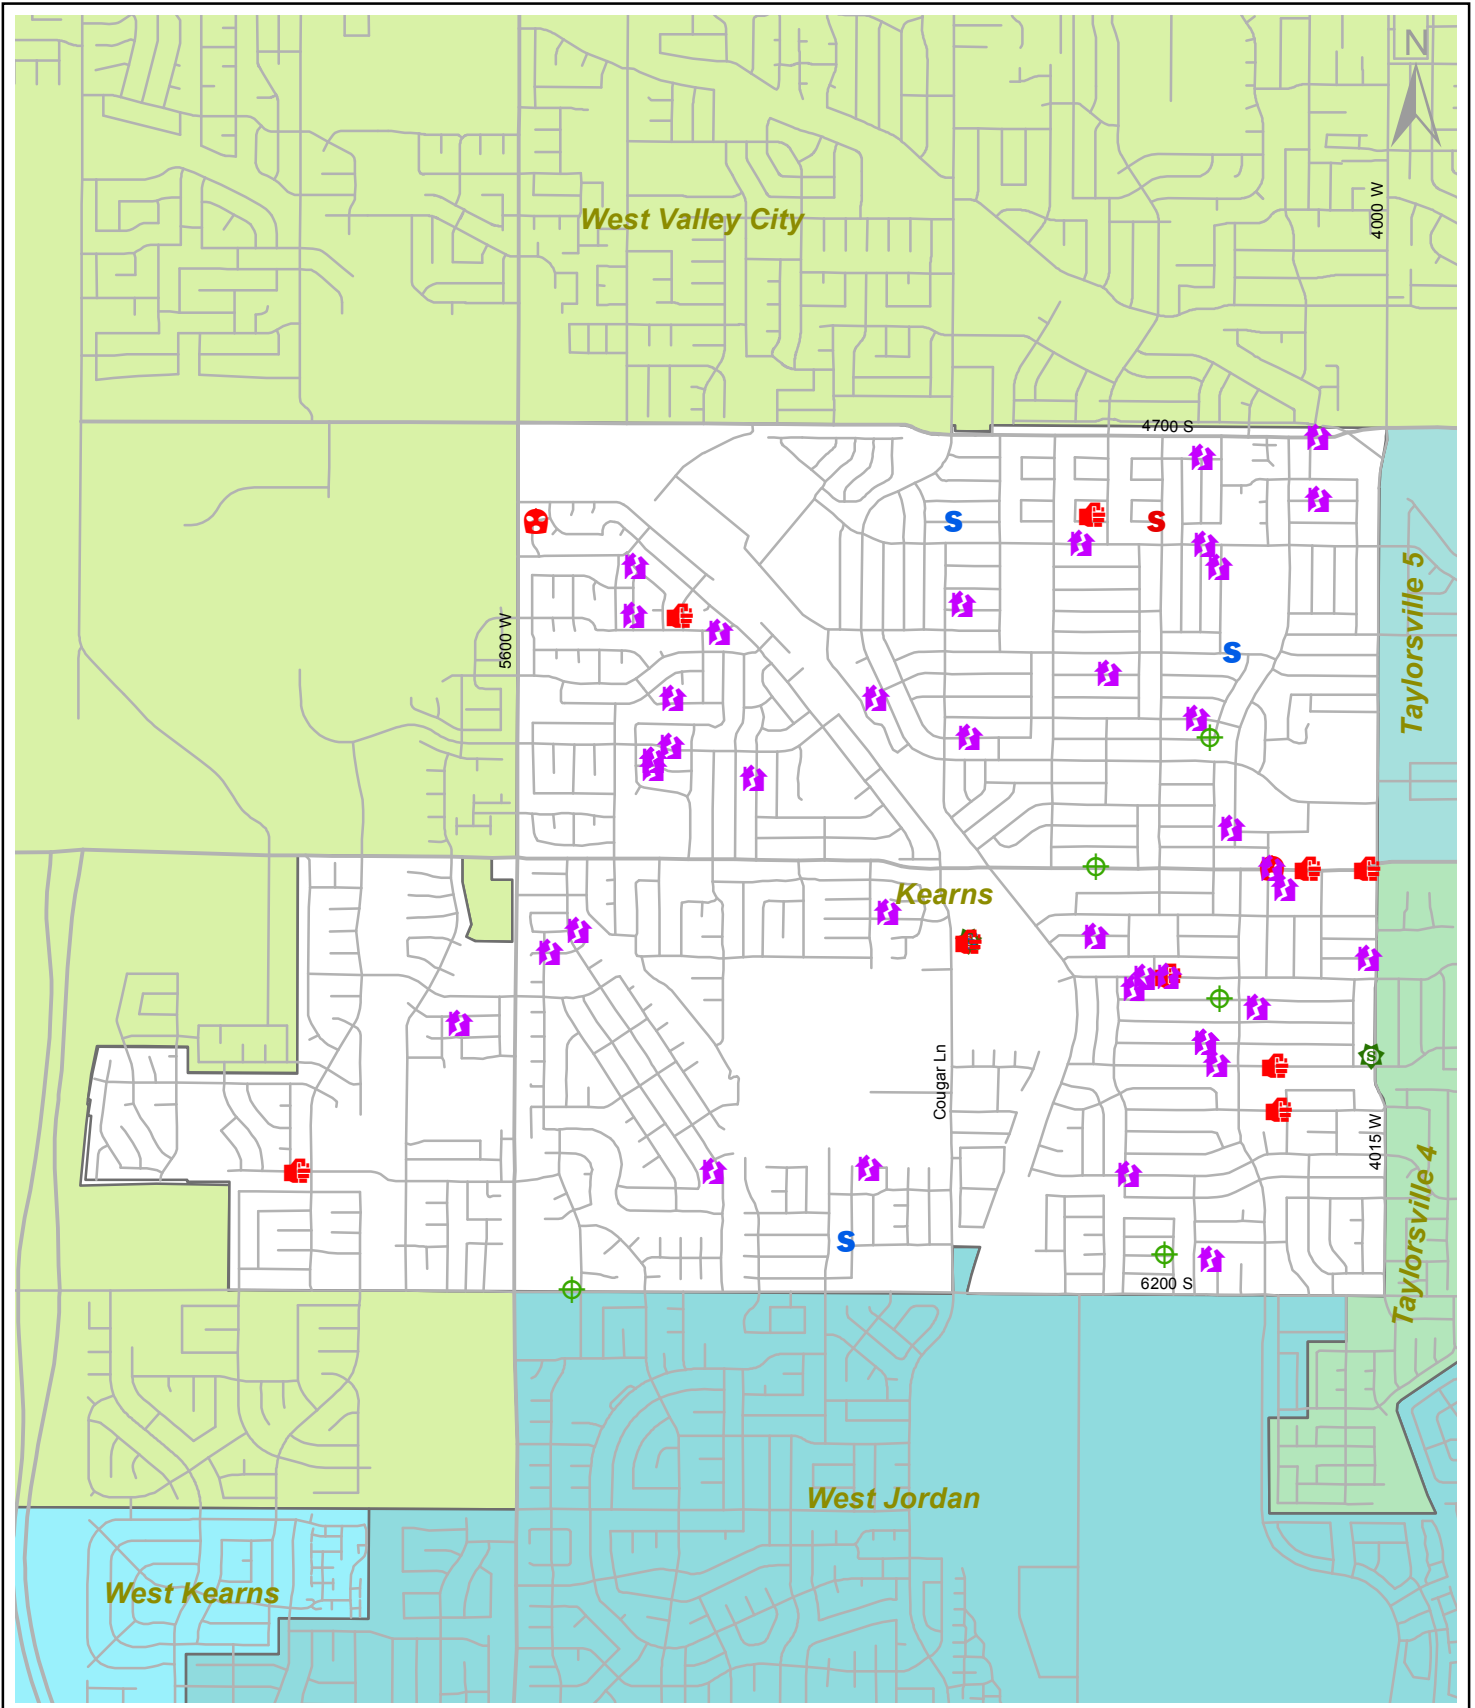 N
West Valley City
4000 W
4700 S
S
S
Taylorsville 5
5600 W
S
Kearns
S
Cougar Ln
4015 W
Taylorsville 4
S
6200 S
West Jordan
West Kearns